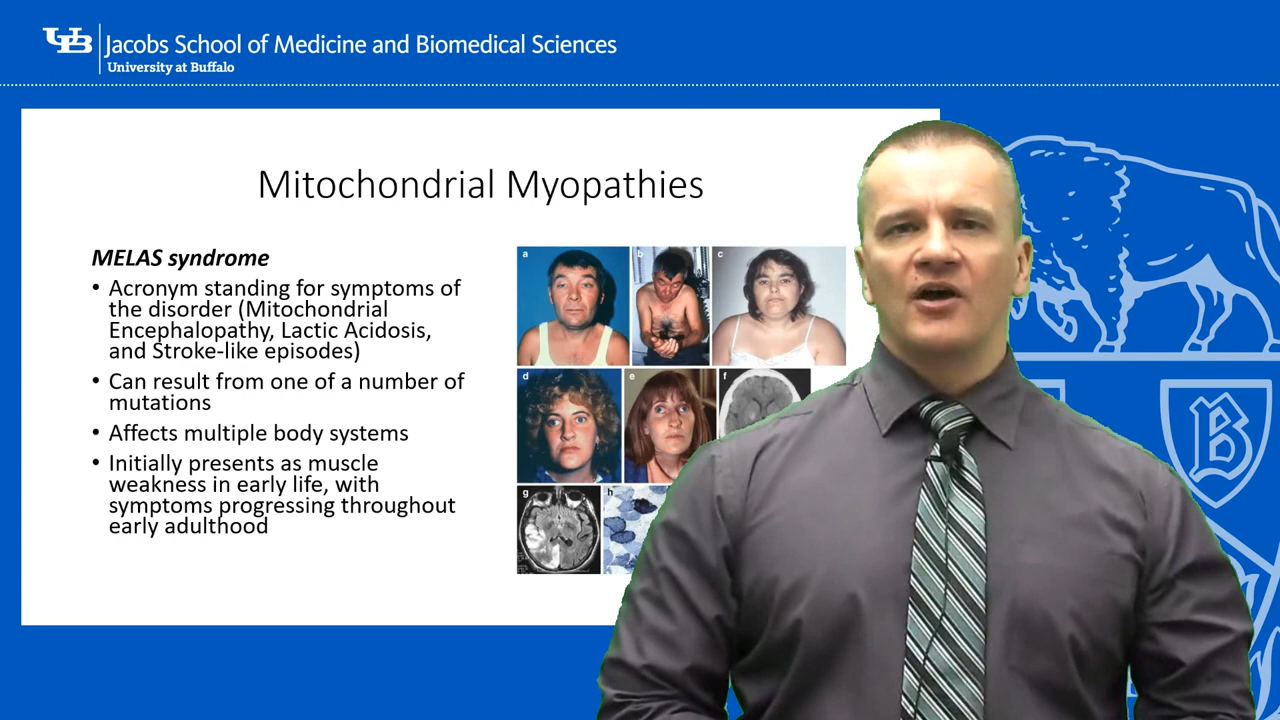 UB Jacobs School of Medicine and Biomedical Sciences
University at Buffalo
Mitochondrial Myopathies
MELAS syndrome
• Acronym standing for symptoms of
the disorder (Mitochondrial
Encephalopathy, Lactic Acidosis,
and Stroke-like episodes)
• Can result from one of a number of
mutations
• Affects multiple body systems
• Initially presents as muscle
weakness in early life, with
symptoms progressing throughout
early adulthood
a b c
d e f
g h
B